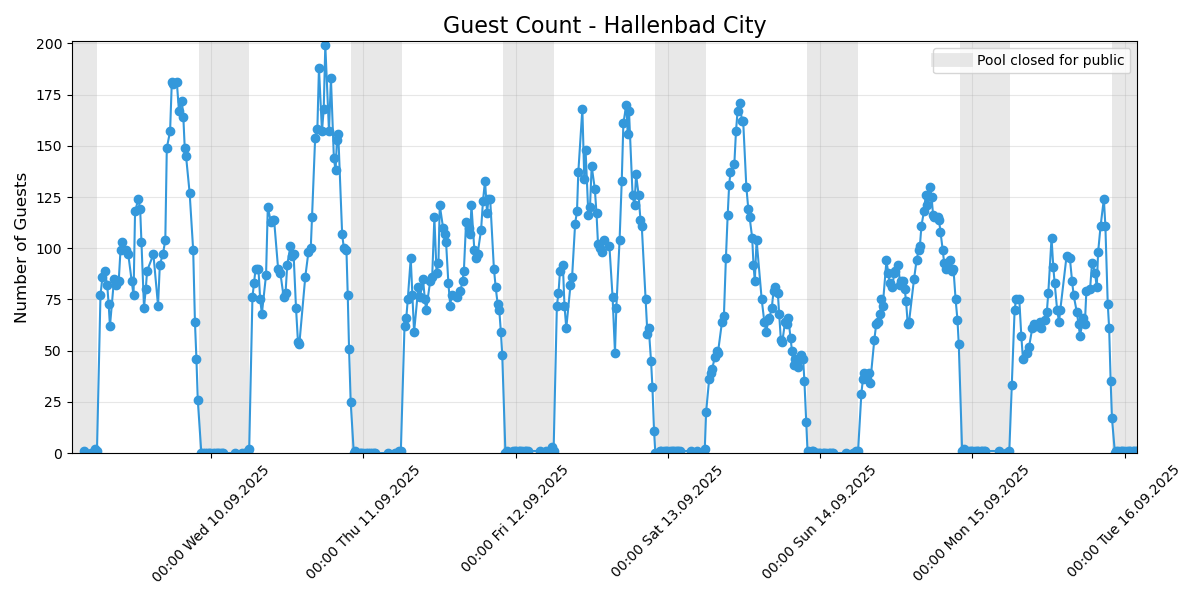 Guest Count - Hallenbad City
Pool closed for public
Number of Guests
200
175
150
125
100
75
50
25
0
00:00 Wed 10.09.2025
00:00 Thu 11.09.2025
00:00 Fri 12.09.2025
00:00 Sat 13.09.2025
00:00 Sun 14.09.2025
00:00 Mon 15.09.2025
00:00 Tue 16.09.2025